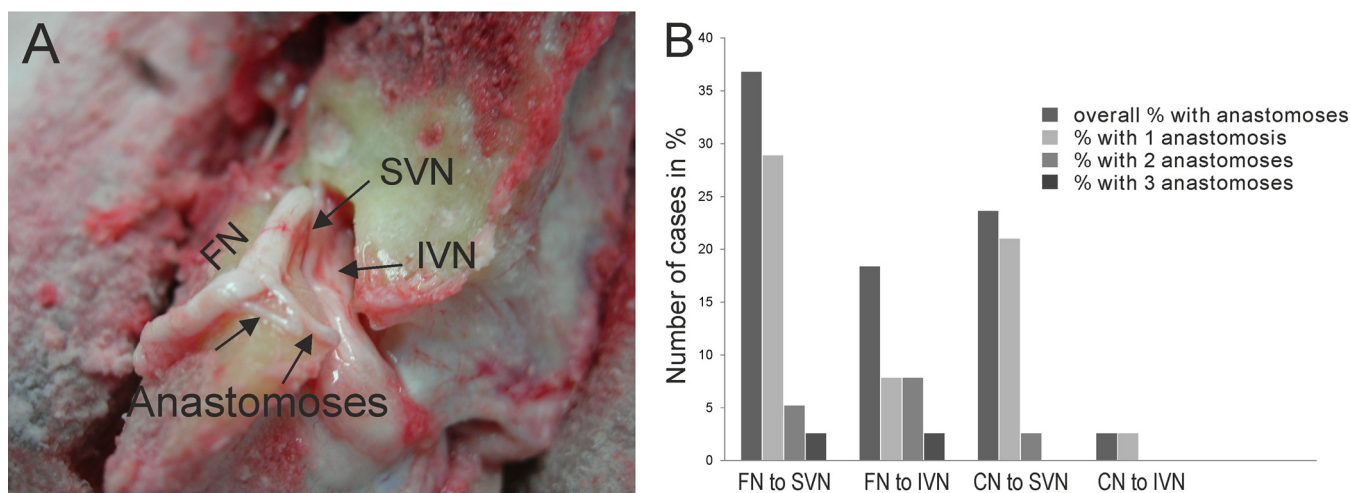 A
SVN
FN
IVN
Anastomoses
B
Number of cases in %
40
35
30
25
20
15
10
5
0
overall % with anastomoses
% with 1 anastomosis
% with 2 anastomoses
% with 3 anastomoses
FN to SVN
FN to IVN
CN to SVN
CN to IVN